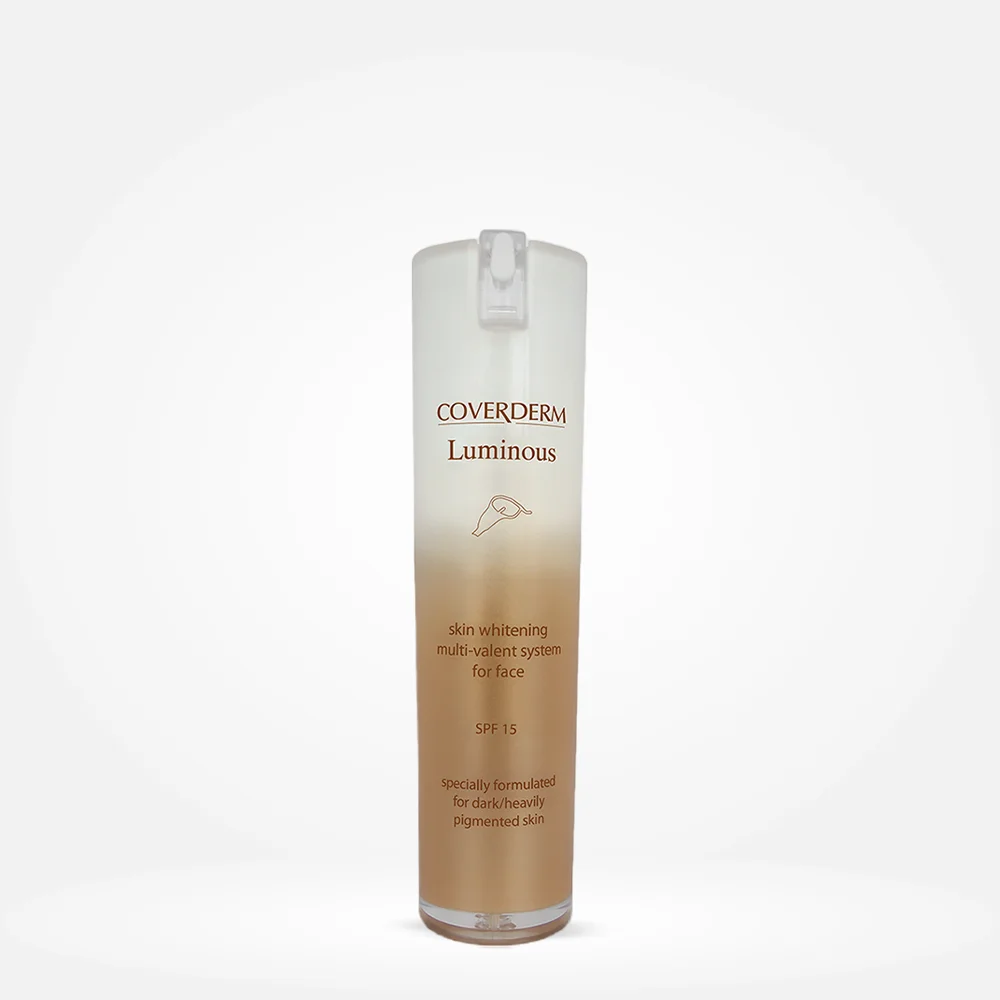 COVERDERM
Luminous
skin whitening
multi-valent system
for face
SPF 15
specially formulated
for dark/heavily
pigmented skin